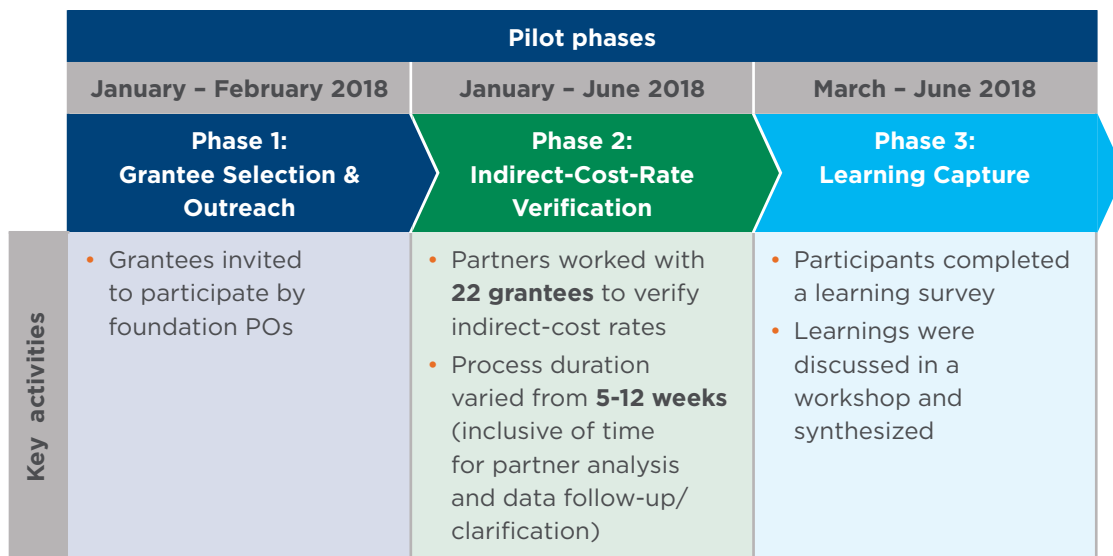 Pilot phases
January – February 2018
January – June 2018
March – June 2018
Phase 1:
Grantee Selection &
Outreach
Phase 2:
Indirect-Cost-Rate
Verification
Phase 3:
Learning Capture
Key activities
• Grantees invited
to participate by
foundation POs
• Partners worked with
22 grantees to verify
indirect-cost rates
• Process duration
varied from 5-12 weeks
(inclusive of time
for partner analysis
and data follow-up/
clarification)
• Participants completed
a learning survey
• Learnings were
discussed in a
workshop and
synthesized